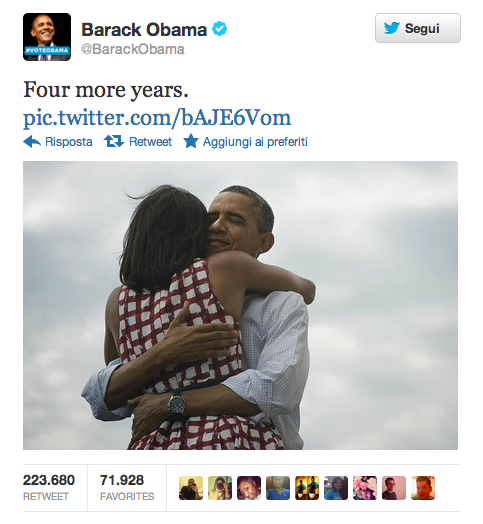 Barack Obama
@BarackObama
Segui
#VOTEOBAMA
Four more years.
pic.twitter.com/bAJE6Vom
Risposta Retweet Aggiungi ai preferiti
223.680 71.928
RETWEET FAVORITES